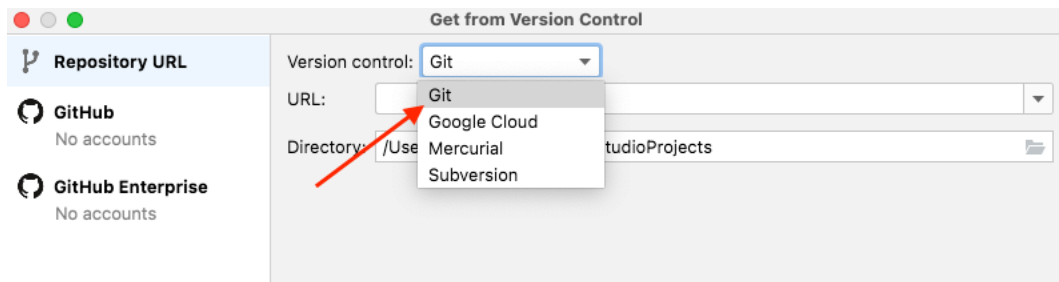 Get from Version Control
Repository URL
GitHub
No accounts
GitHub Enterprise
No accounts
Version control: Git
URL:
Git
Google Cloud
Mercurial
Subversion
Directory: /Use tudioProjects